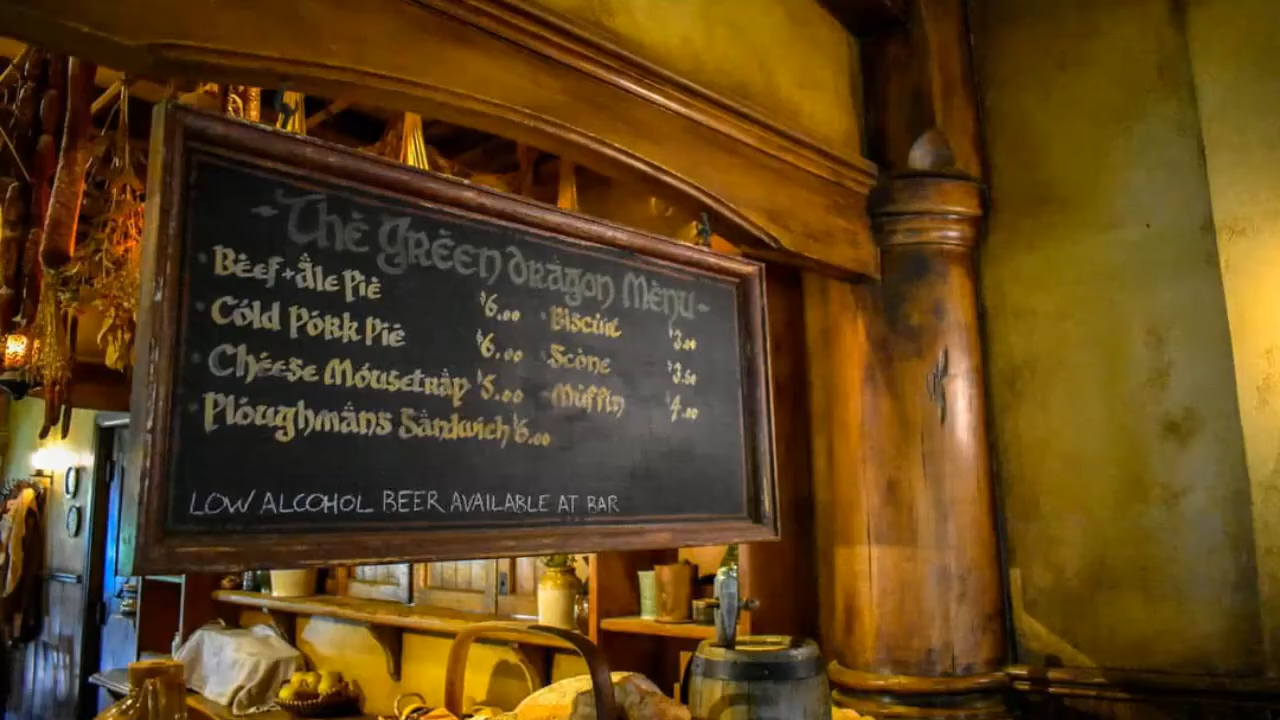 - The Green Dragon Menu -
· Beef + Ale Pie $6.00
· Cold Pork Pie $6.00
· Cheese Mousetrap $5.00
· Ploughmans Sandwich $6.00
· Biscuit $3.00
· Scone $3.50
· Muffin $4.00
LOW ALCOHOL BEER AVAILABLE AT BAR